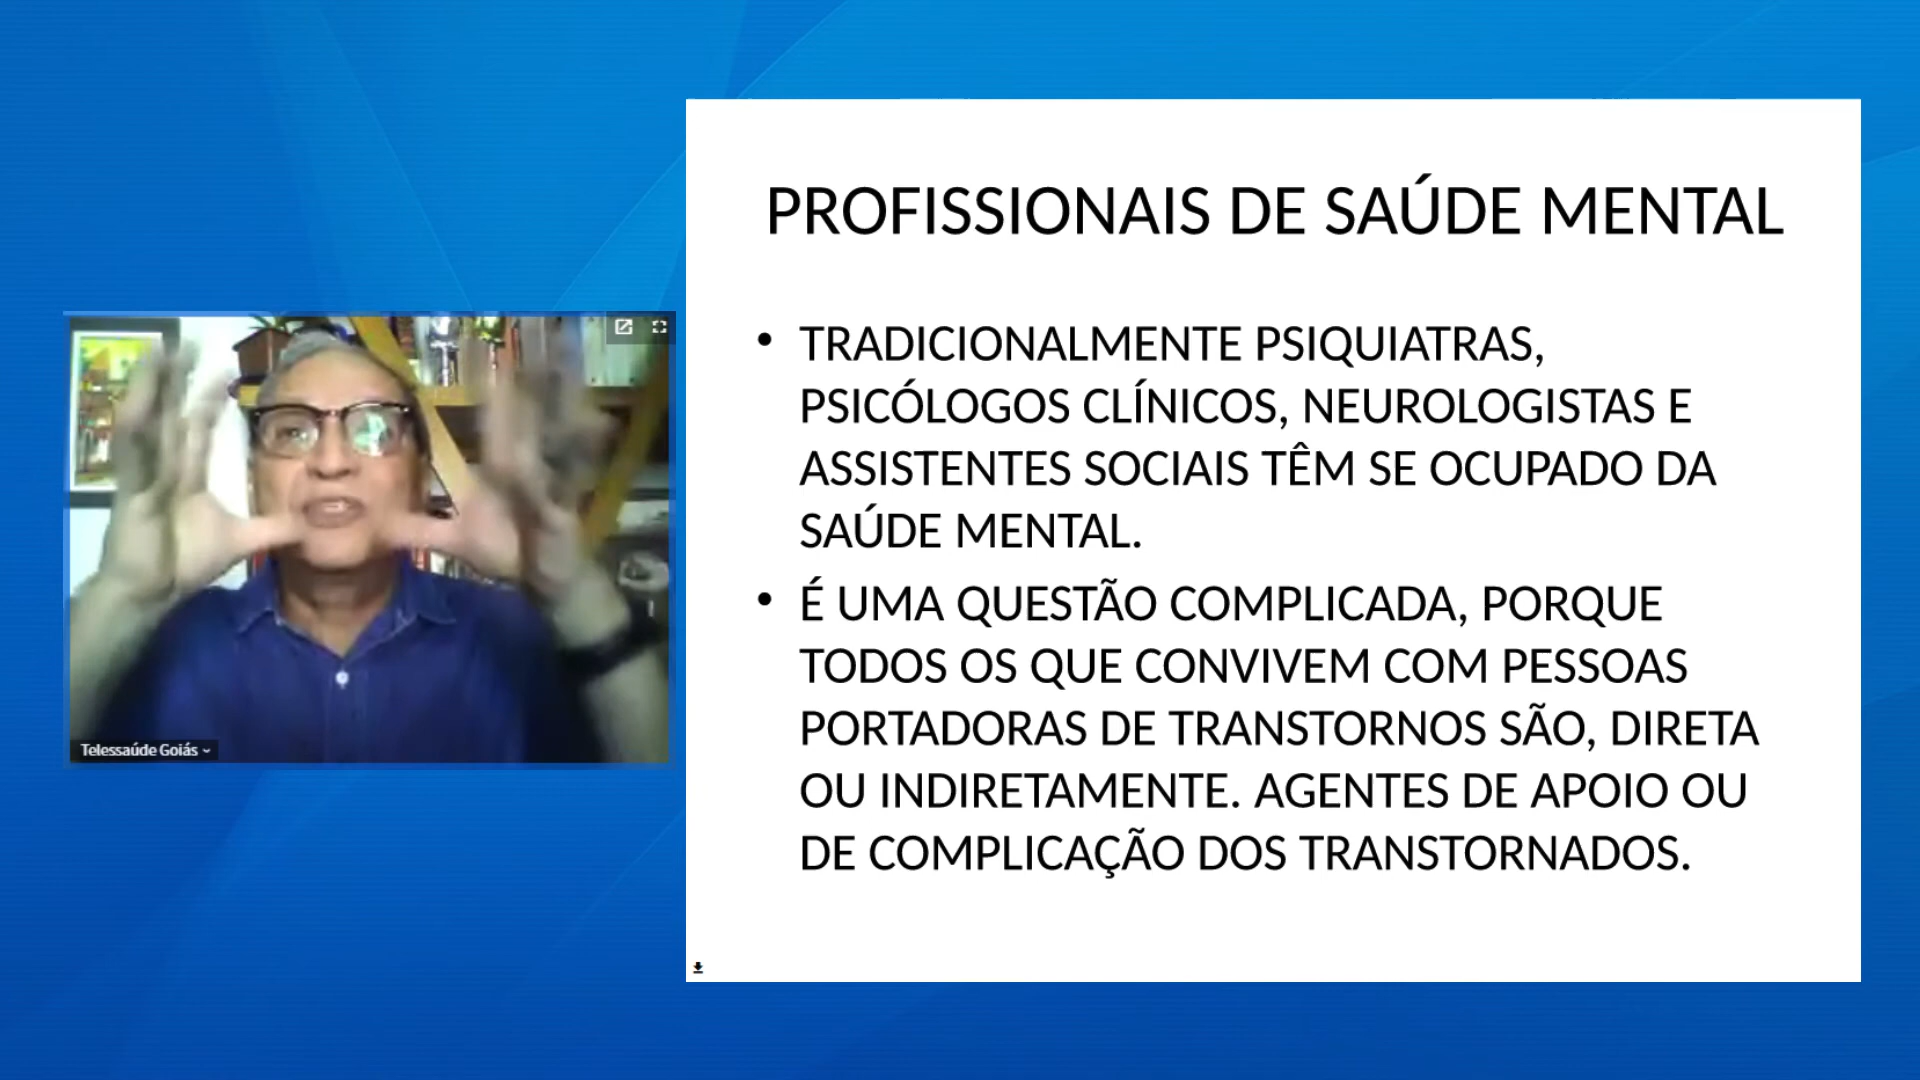 PROFISSIONAIS DE SAÚDE MENTAL
• TRADICIONALMENTE PSIQUIATRAS,
PSICÓLOGOS CLÍNICOS, NEUROLOGISTAS E
ASSISTENTES SOCIAIS TÊM SE OCUPADO DA
SAÚDE MENTAL.
• É UMA QUESTÃO COMPLICADA, PORQUE
TODOS OS QUE CONVIVEM COM PESSOAS
PORTADORAS DE TRANSTORNOS SÃO, DIRETA
OU INDIRETAMENTE. AGENTES DE APOIO OU
DE COMPLICAÇÃO DOS TRANSTORNADOS.
Telessaúde Goiás